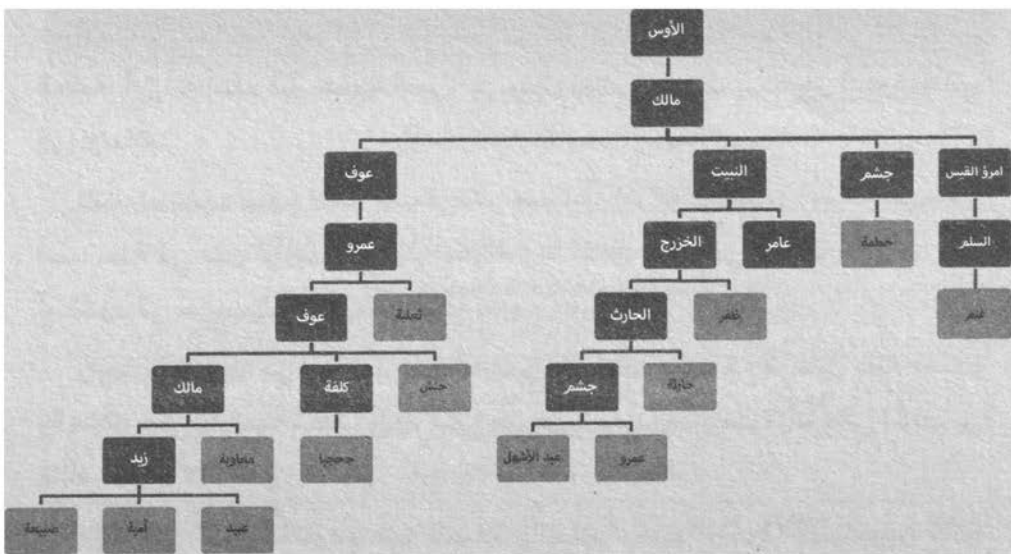 الأوس
مالك
امرؤ القيس
جشم
النبيت
عوف
السلم
خطمة
عامر
الخزرج
عمرو
غنم
ظفر
الحارث
ثعلبة
عوف
حارثة
جشم
حنش
كلفة
مالك
عمرو
عبد الأشهل
جحجبا
معاوية
زيد
عبيد
أمية
ضبيعة